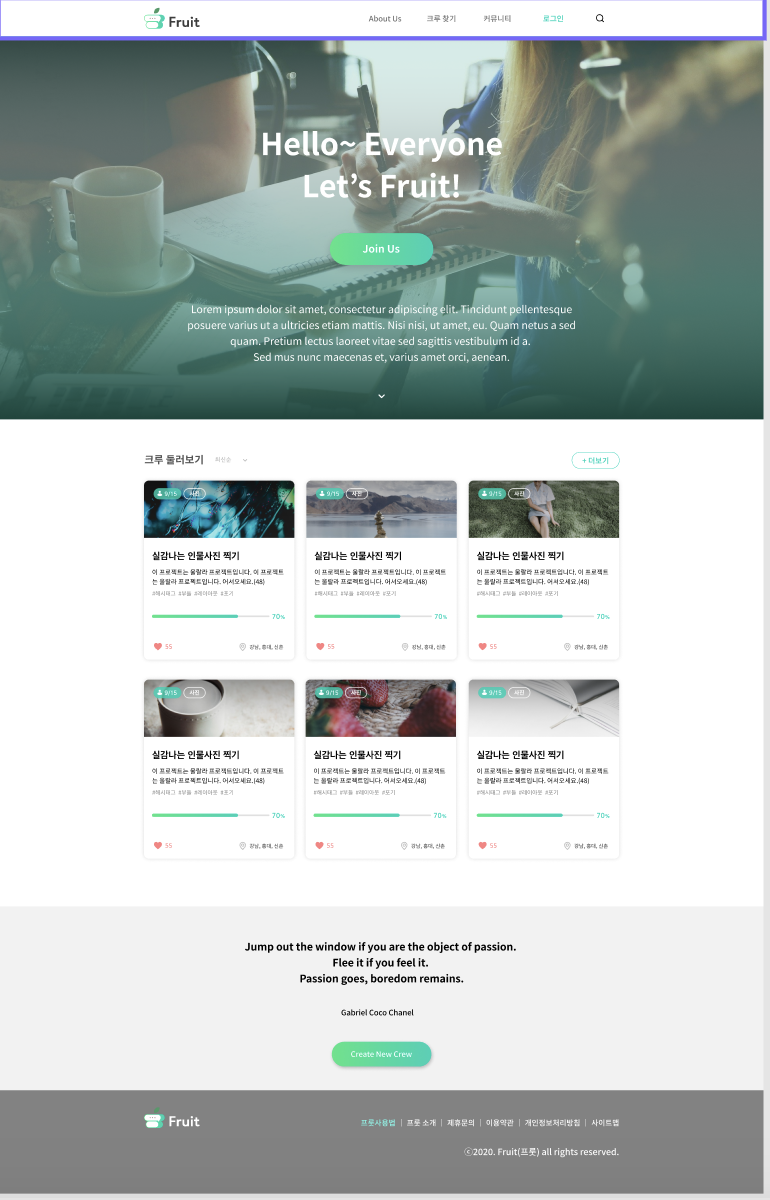 Fruit
About Us
크루 찾기
커뮤니티
로그인
Hello~ Everyone
Let's Fruit!
Join Us
Lorem ipsum dolor sit amet, consectetur adipiscing elit. Tincidunt pellentesque
posuere varius ut a ultricies etiam mattis. Nisi nisi, ut amet, eu. Quam netus a sed
quam. Pretium lectus laoreet vitae sed sagittis vestibulum id a.
Sed mus nunc maecenas et, varius amet orci, aenean.
크루 둘러보기 최신순
+ 더보기
9/15 사진
실감나는 인물사진 찍기
이 프로젝트는 울랄라 프로젝트입니다. 이 프로젝트
는 울랄라 프로젝트입니다. 어서오세요.(48)
#해시태그 #부들 #레이아웃 #포기
70%
55 강남, 홍대, 신촌
9/15 사진
실감나는 인물사진 찍기
이 프로젝트는 울랄라 프로젝트입니다. 이 프로젝트
는 울랄라 프로젝트입니다. 어서오세요.(48)
#해시태그 #부들 #레이아웃 #포기
70%
55 강남, 홍대, 신촌
9/15 사진
실감나는 인물사진 찍기
이 프로젝트는 울랄라 프로젝트입니다. 이 프로젝트
는 울랄라 프로젝트입니다. 어서오세요.(48)
#해시태그 #부들 #레이아웃 #포기
70%
55 강남, 홍대, 신촌
9/15 사진
실감나는 인물사진 찍기
이 프로젝트는 울랄라 프로젝트입니다. 이 프로젝트
는 울랄라 프로젝트입니다. 어서오세요.(48)
#해시태그 #부들 #레이아웃 #포기
70%
55 강남, 홍대, 신촌
9/15 사진
실감나는 인물사진 찍기
이 프로젝트는 울랄라 프로젝트입니다. 이 프로젝트
는 울랄라 프로젝트입니다. 어서오세요.(48)
#해시태그 #부들 #레이아웃 #포기
70%
55 강남, 홍대, 신촌
9/15 사진
실감나는 인물사진 찍기
이 프로젝트는 울랄라 프로젝트입니다. 이 프로젝트
는 울랄라 프로젝트입니다. 어서오세요.(48)
#해시태그 #부들 #레이아웃 #포기
70%
55 강남, 홍대, 신촌
Jump out the window if you are the object of passion.
Flee it if you feel it.
Passion goes, boredom remains.
Gabriel Coco Chanel
Create New Crew
Fruit
프룻사용법 | 프룻 소개 | 제휴문의 | 이용약관 | 개인정보처리방침 | 사이트맵
ⓒ2020. Fruit(프룻) all rights reserved.